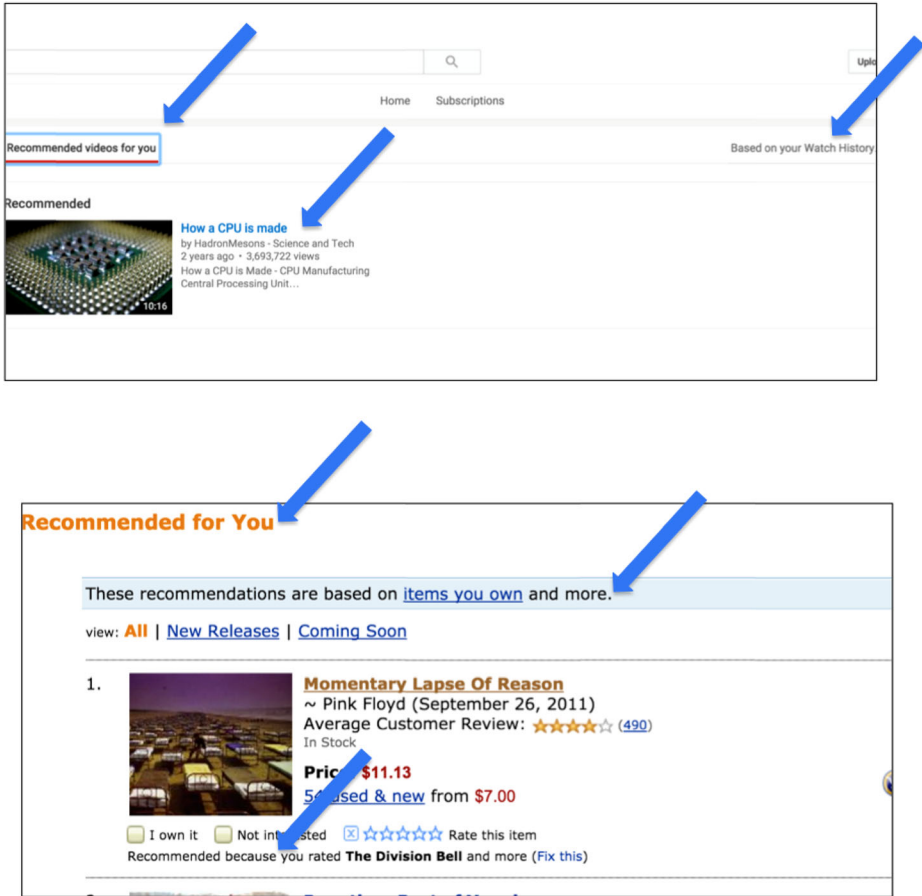 Uplo
Home Subscriptions
Recommended videos for you
Based on your Watch History
Recommended
How a CPU is made
by HadronMesons - Science and Tech
2 years ago • 3,693,722 views
How a CPU is Made - CPU Manufacturing
Central Processing Unit...
10:16
Recommended for You
These recommendations are based on items you own and more.
view: All | New Releases | Coming Soon
1.
Momentary Lapse Of Reason
~ Pink Floyd (September 26, 2011)
Average Customer Review: (490)
In Stock
$11.13
used & new from $7.00
I own it Not Rate this item
Recommended because you rated The Division Bell and more (Fix this)